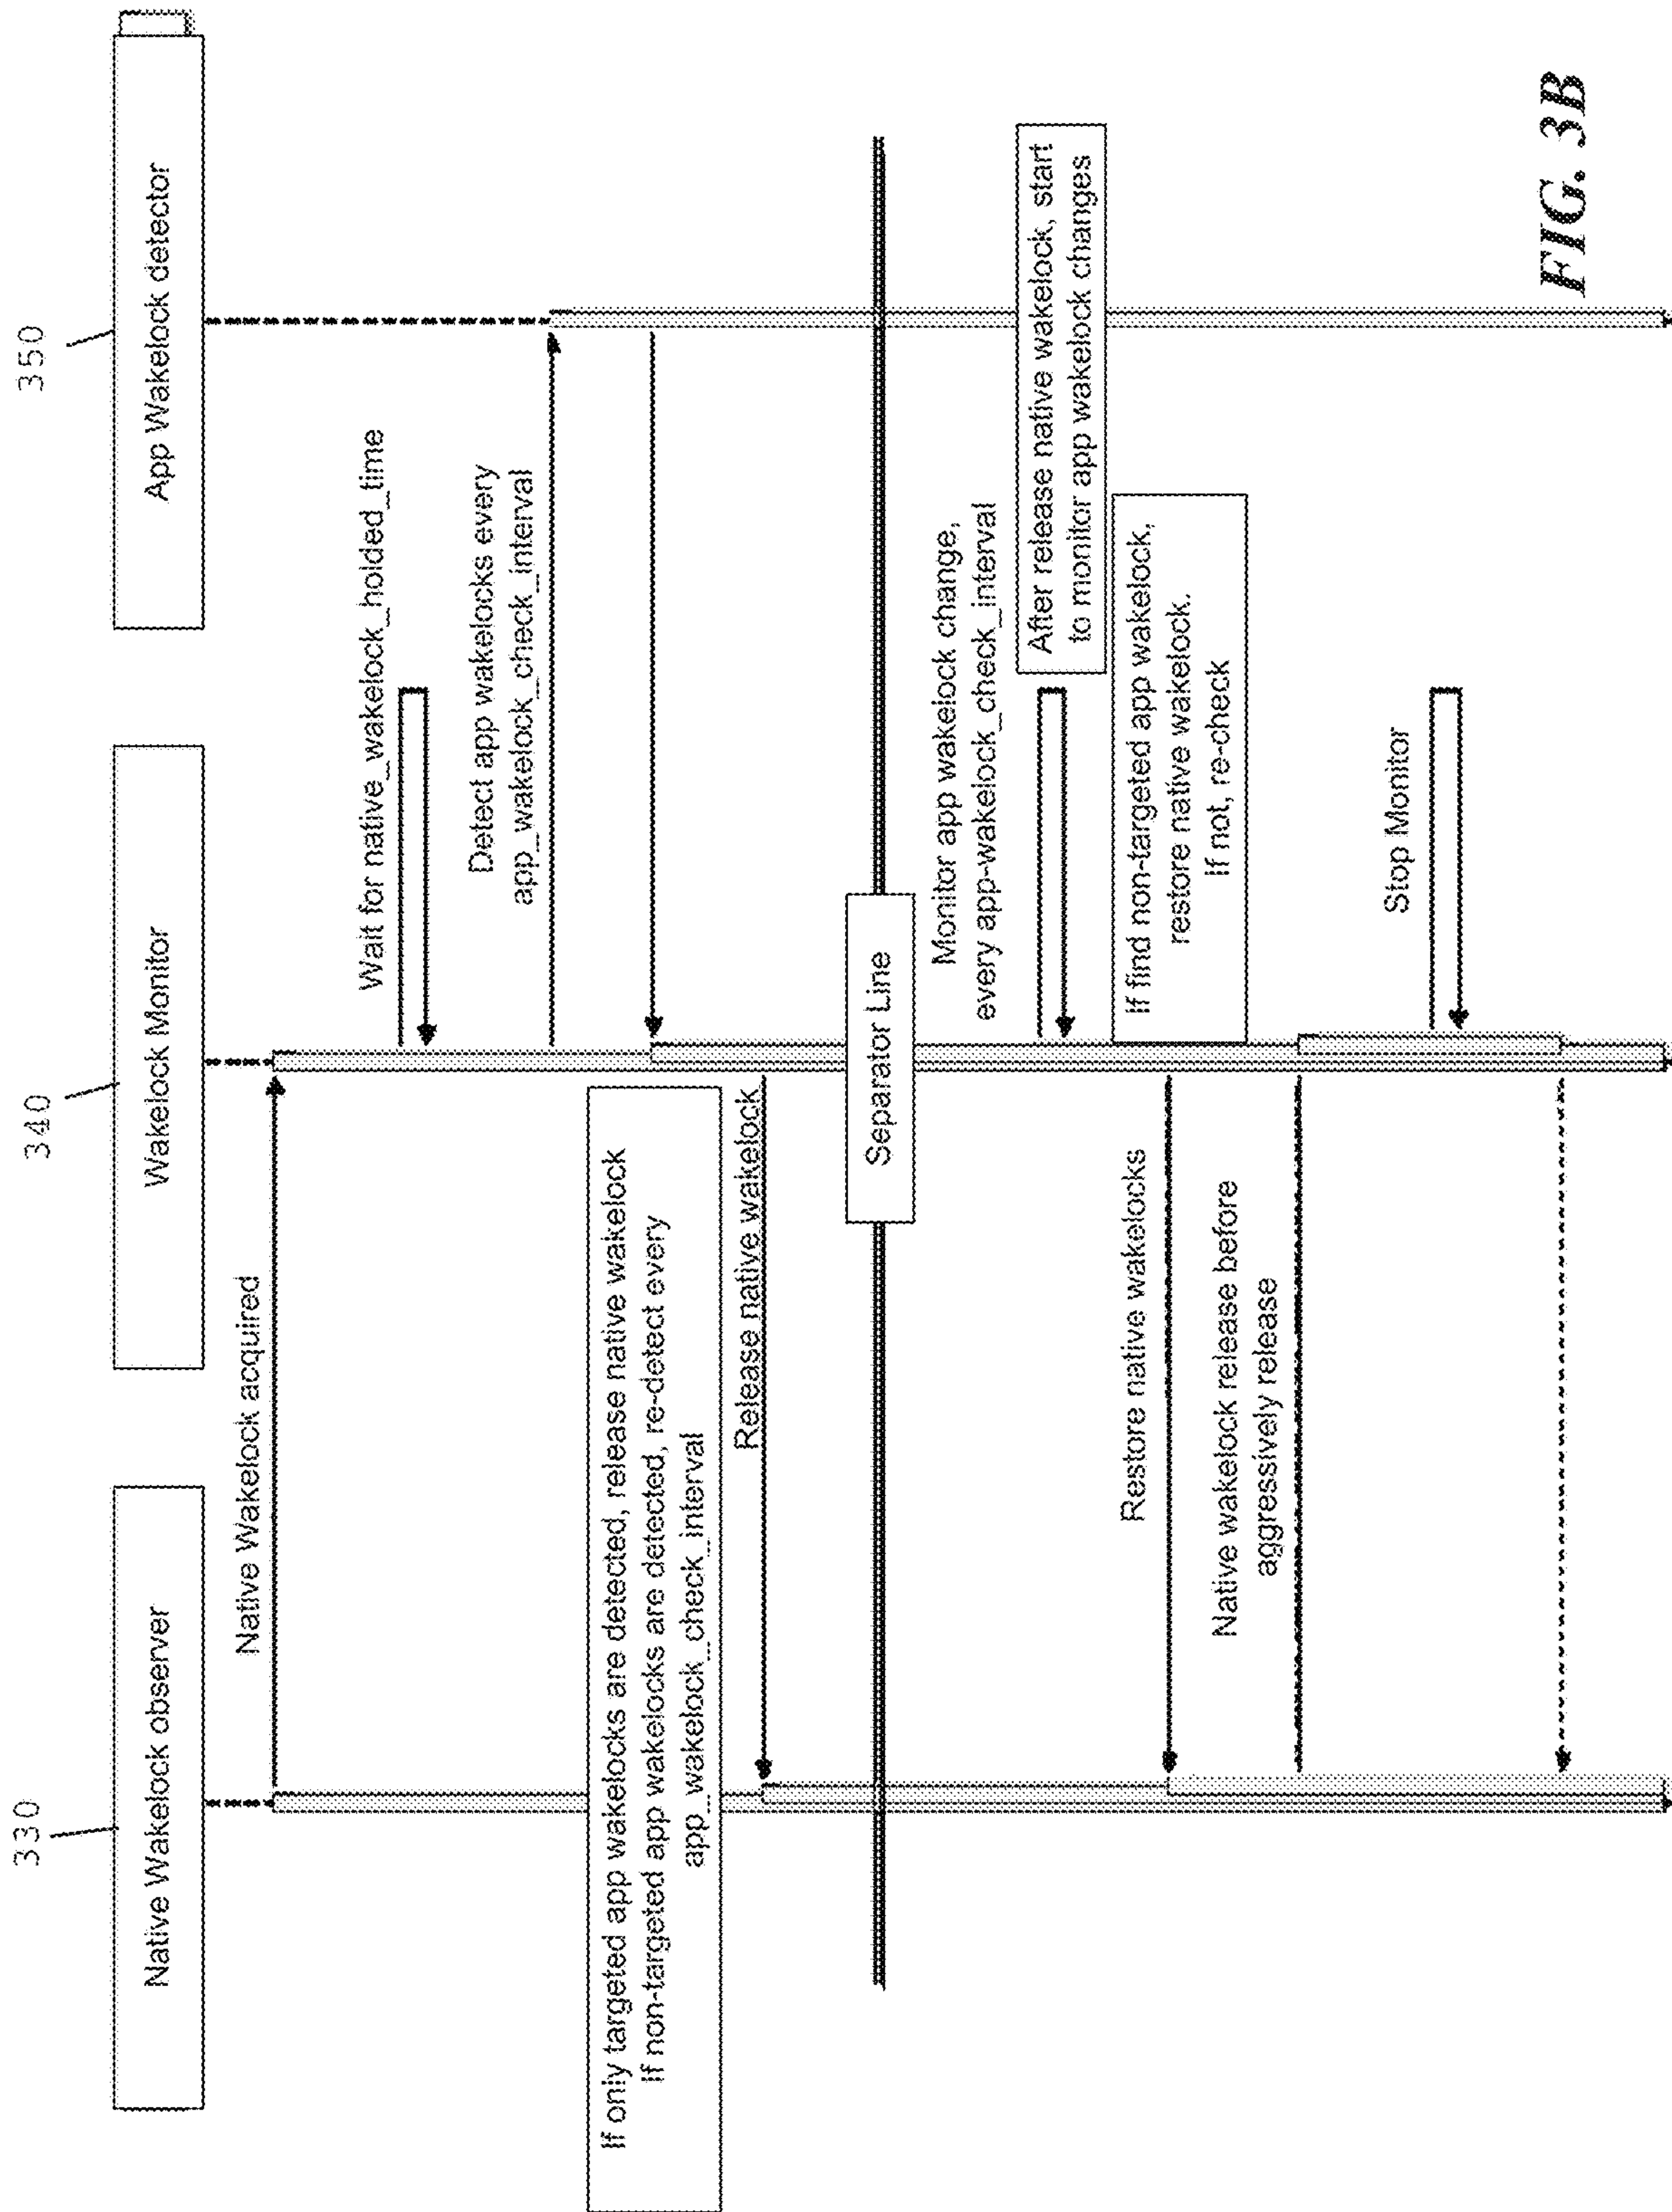 330
340
350
Native Wakelock observer
Wakelock Monitor
App Wakelock detector
Native Wakelock acquired
Wait for native_wakelock_holded_time
Detect app wakelocks every
app_wakelock_check_interval
If only targeted app wakelocks are detected, release native wakelock
If non-targeted app wakelocks are detected, re-detect every
app_wakelock_check_interval
Release native wakelock
Separator Line
Monitor app wakelock change,
every app-wakelock_check_interval
After release native wakelock, start
to monitor app wakelock changes
If find non-targeted app wakelock,
restore native wakelock.
If not, re-check
Restore native wakelocks
Native wakelock release before
aggressively release
Stop Monitor
FIG. 3B